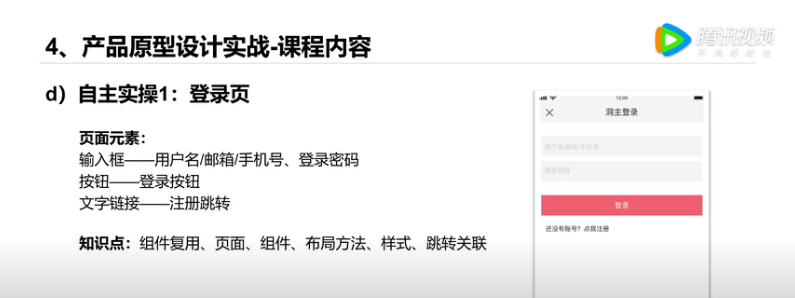 4、产品原型设计实战-课程内容
腾讯视频
d）自主实操1：登录页
页面元素：
输入框——用户名/邮箱/手机号、登录密码
按钮——登录按钮
文字链接——注册跳转
知识点：组件复用、页面、组件、布局方法、样式、跳转关联
洞主登录
用户名/邮箱/手机号
登录密码
登录
还没有账号？点我注册